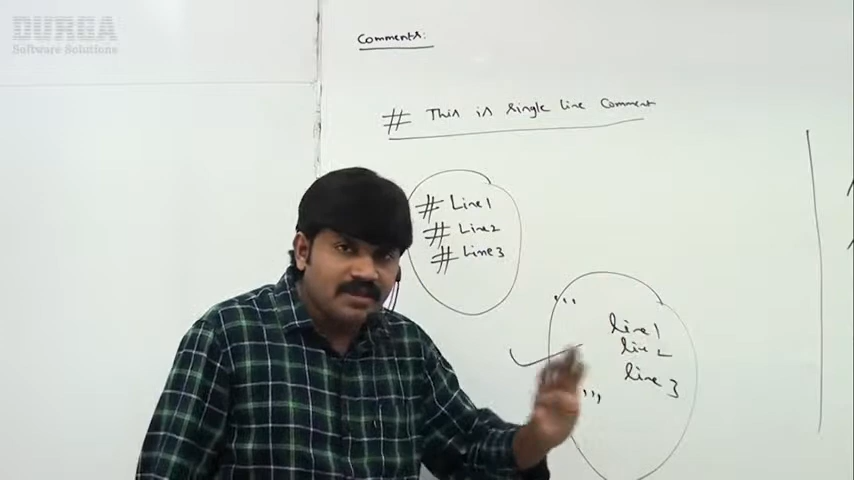 DURGA
Software Solutions
Comments:
# This is single line Comment
# Line1
# Line2
# Line3
'''
line1
line2
line3
'''